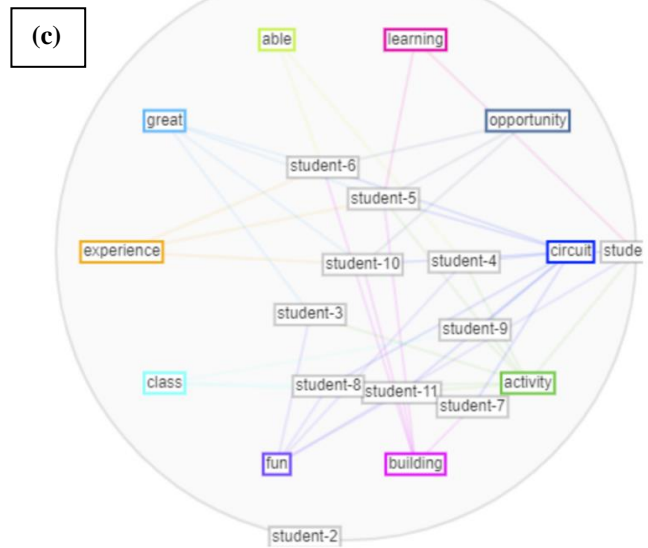 (c)
able
learning
great
opportunity
student-6
student-5
experience
student-10
student-4
circuit
stude
student-3
student-9
class
student-8
student-11
activity
student-7
fun
building
student-2